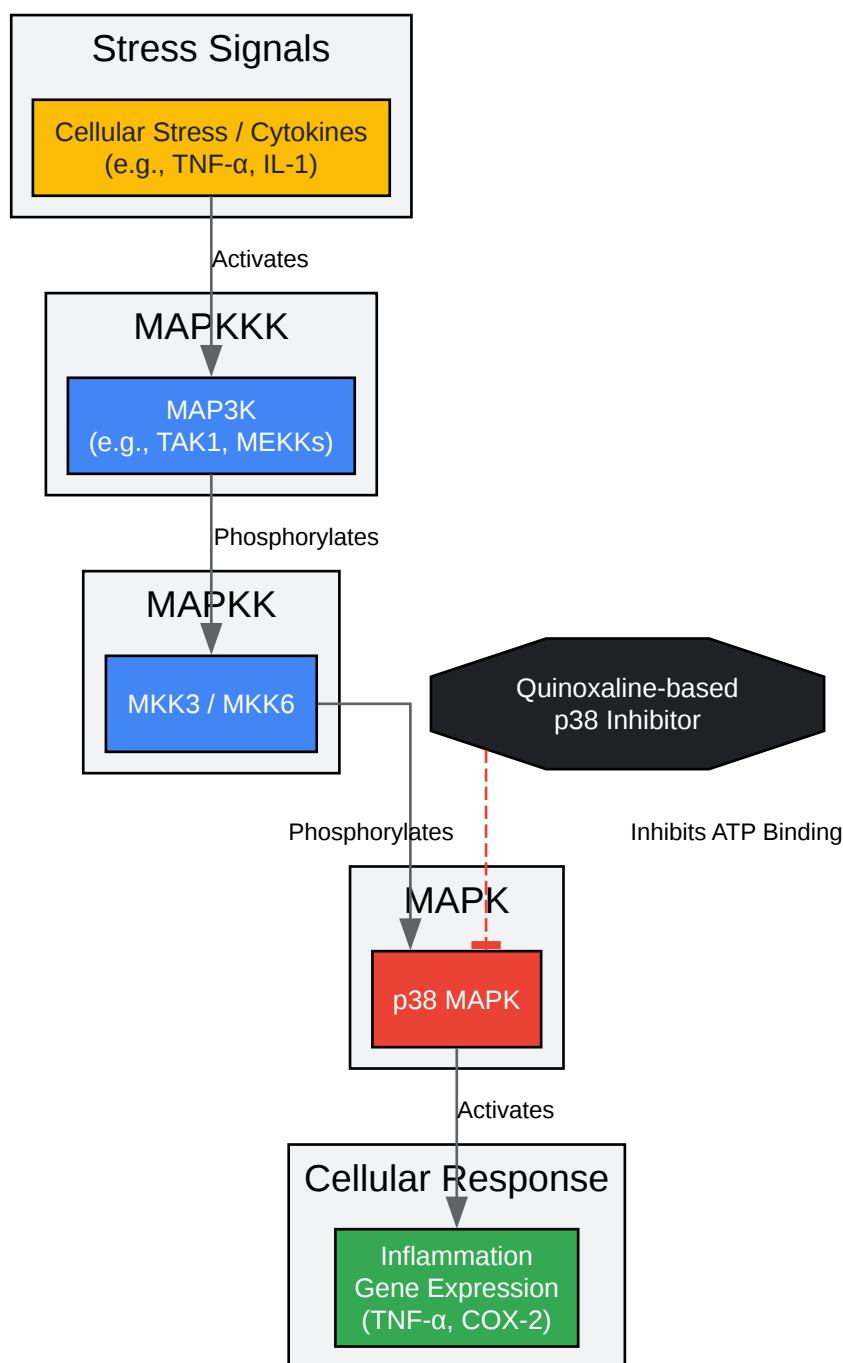 Stress Signals
Cellular Stress / Cytokines
(e.g., TNF-α, IL-1)
Activates
MAPKKK
MAP3K
(e.g., TAK1, MEKKs)
Phosphorylates
MAPKK
MKK3 / MKK6
Quinoxaline-based
p38 Inhibitor
Phosphorylates
Inhibits ATP Binding
MAPK
p38 MAPK
Activates
Cellular Response
Inflammation
Gene Expression
(TNF-α, COX-2)